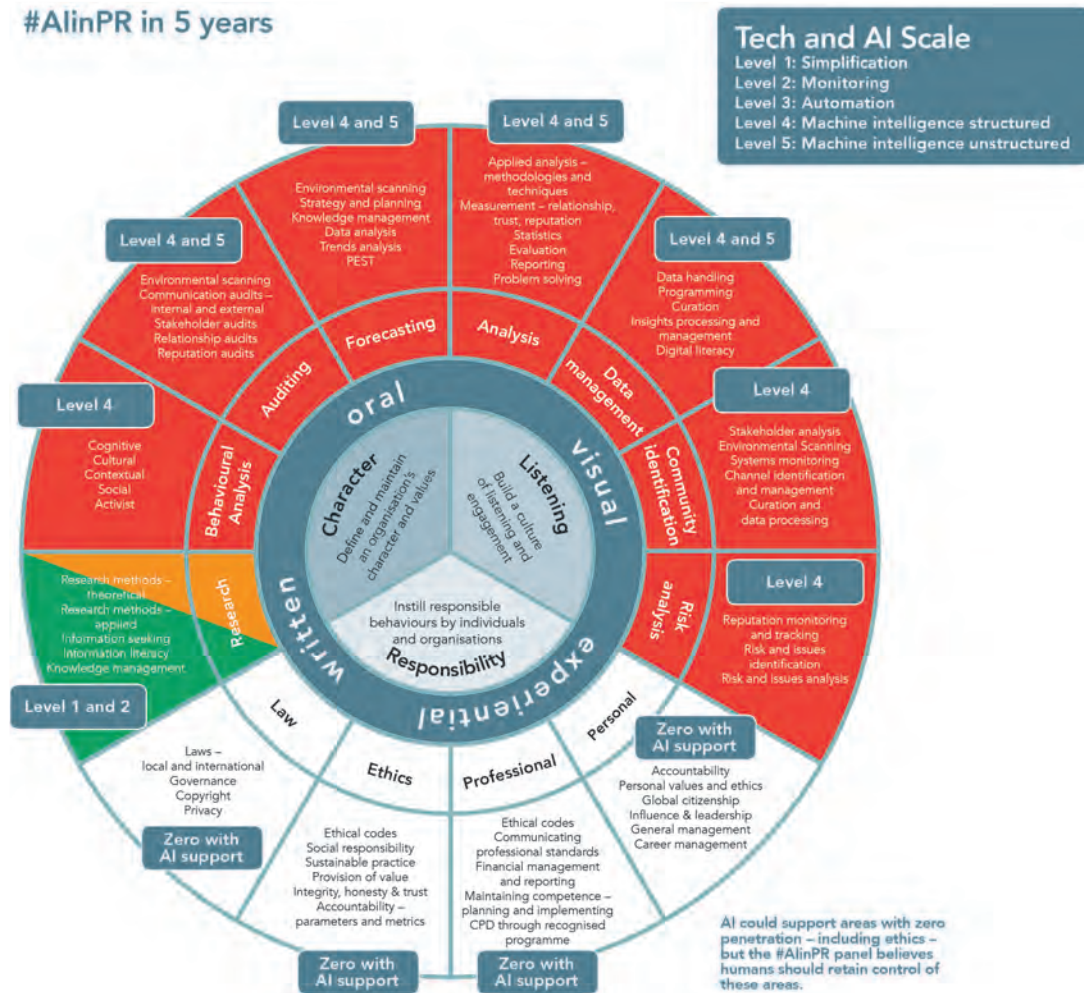 #AIinPR in 5 years
Tech and AI Scale
Level 1: Simplification
Level 2: Monitoring
Level 3: Automation
Level 4: Machine intelligence structured
Level 5: Machine intelligence unstructured
Level 4 and 5
Environmental scanning
Strategy and planning
Knowledge management
Data analysis
Trends analysis
PEST
Forecasting
Level 4 and 5
Applied analysis –
methodologies and
techniques
Measurement – relationship,
trust, reputation
Statistics
Evaluation
Reporting
Problem solving
Analysis
Level 4 and 5
Data handling
Programming
Curation
Insights processing and
management
Digital literacy
Data
management
Level 4
Stakeholder analysis
Environmental Scanning
Systems monitoring
Channel identification
and management
Curation and
data processing
Community
identification
Level 4
Reputation monitoring
and tracking
Risk and issues
identification
Risk and issues analysis
Risk
analysis
Zero with
AI support
Accountability
Personal values and ethics
Global citizenship
Influence & leadership
General management
Career management
Personal
Ethical codes
Communicating
professional standards
Financial management
and reporting
Maintaining competence –
planning and implementing
CPD through recognised
programme
Professional
Zero with
AI support
Ethical codes
Social responsibility
Sustainable practice
Provision of value
Integrity, honesty & trust
Accountability –
parameters and metrics
Ethics
Zero with
AI support
Laws –
local and international
Governance
Copyright
Privacy
Law
Zero with
AI support
Research methods –
theoretical
Research methods –
applied
Information seeking
Information literacy
Knowledge management
Research
Level 1 and 2
Level 4
Cognitive
Cultural
Contextual
Social
Activist
Behavioural
Analysis
Level 4 and 5
Environmental scanning
Communication audits –
internal and external
Stakeholder audits
Relationship audits
Reputation audits
Auditing
oral
visual
experiential
written
Character
Define and maintain
an organisation's
character and values
Listening
Build a culture
of listening and
engagement
Instill responsible
behaviours by individuals
and organisations
Responsibility
AI could support areas with zero
penetration – including ethics –
but the #AIinPR panel believes
humans should retain control of
these areas.